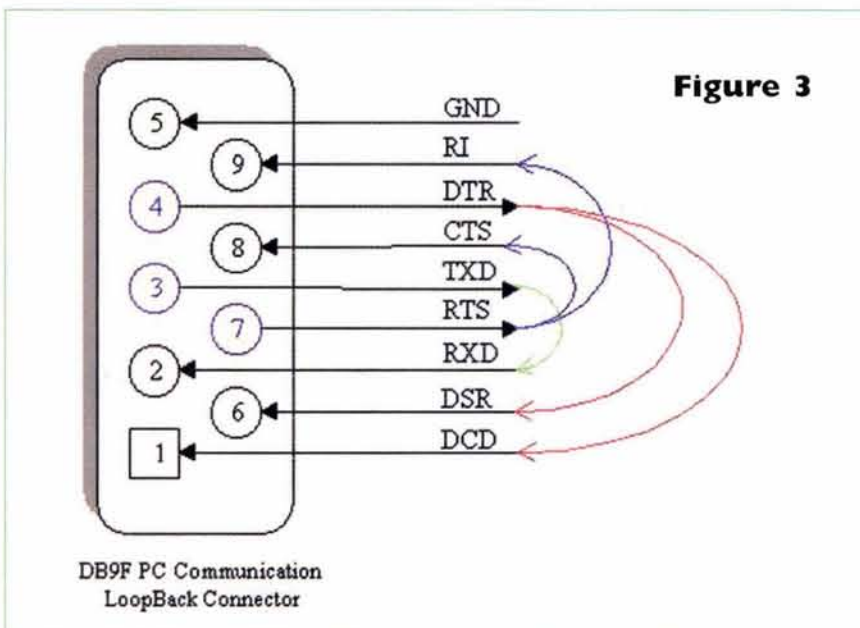 Figure 3
5 GND
9 RI
4 DTR
8 CTS
3 TXD
7 RTS
2 RXD
6 DSR
1 DCD
DB9F PC Communication
LoopBack Connector